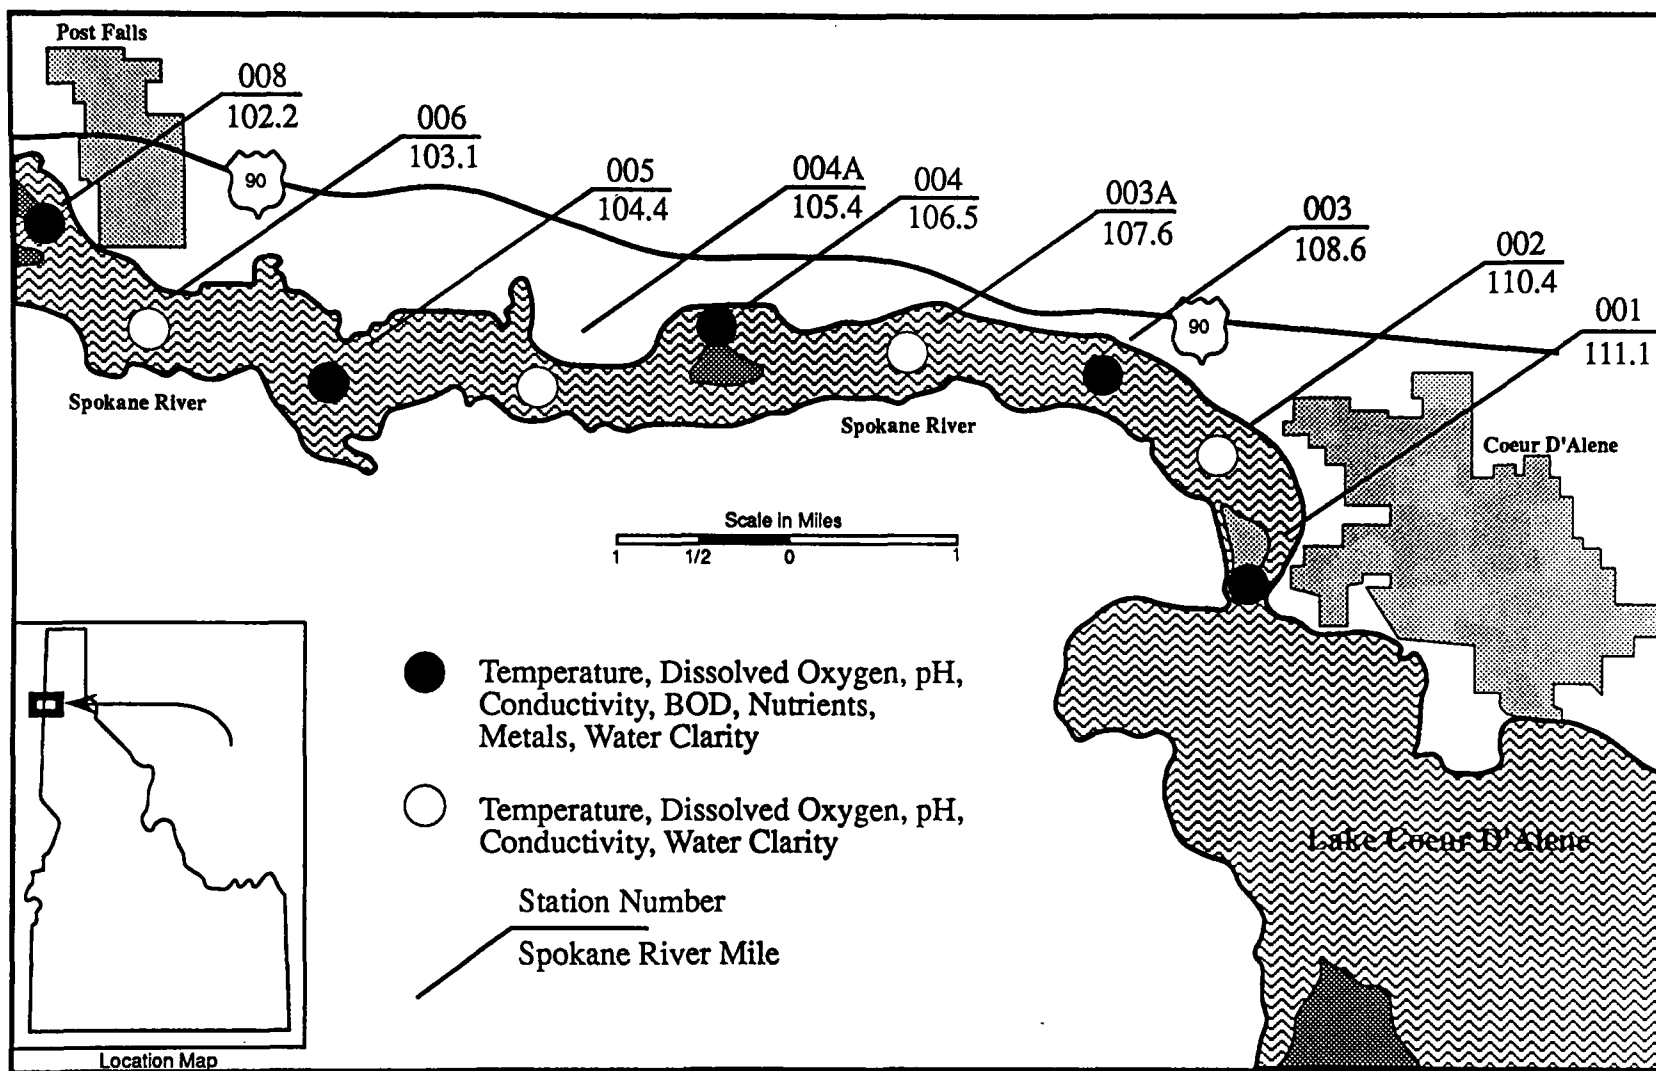 Post Falls
008
102.2
006
103.1
005
104.4
004A
105.4
004
106.5
003A
107.6
003
108.6
002
110.4
001
111.1
90
90
Spokane River
Spokane River
Coeur D'Alene
Scale in Miles
1 1/2 0 1
Temperature, Dissolved Oxygen, pH,
Conductivity, BOD, Nutrients,
Metals, Water Clarity
Temperature, Dissolved Oxygen, pH,
Conductivity, Water Clarity
Station Number
Spokane River Mile
Lake Coeur D'Alene
Location Map